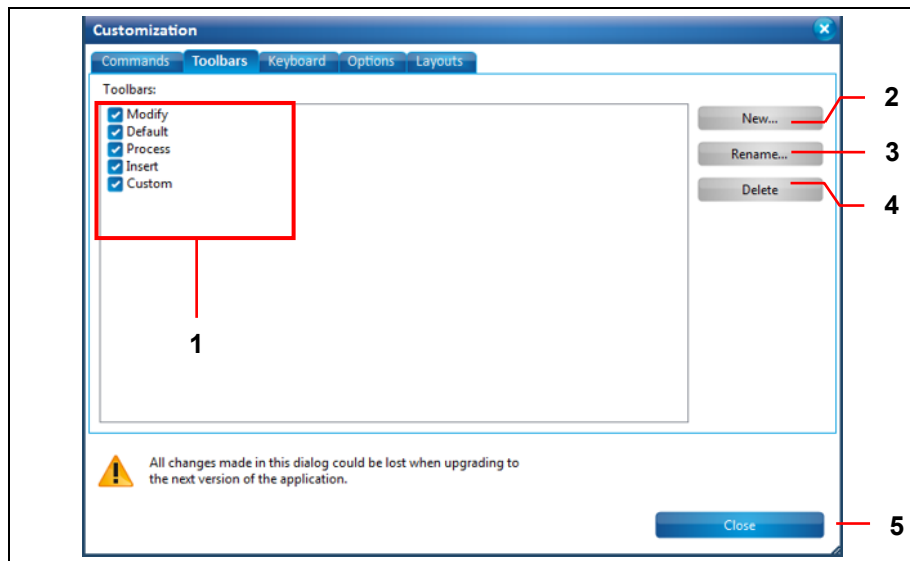 Customization
Commands Toolbars Keyboard Options Layouts
Toolbars:
Modify
Default
Process
Insert
Custom
New...
Rename...
Delete
2
3
4
1
All changes made in this dialog could be lost when upgrading to
the next version of the application.
Close
5